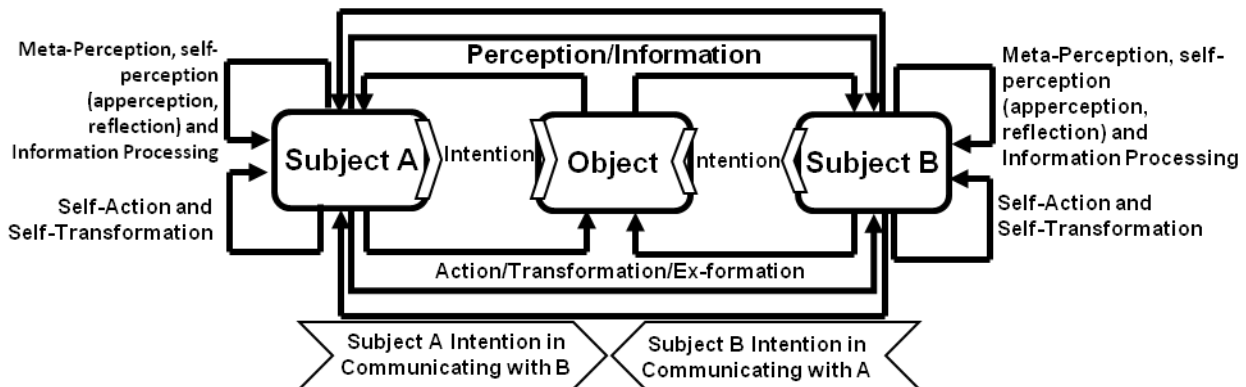 Meta-Perception, self-
perception
(apperception,
reflection) and
Information Processing
Perception/Information
Meta-Perception, self-
perception
(apperception,
reflection) and
Information Processing
Subject A
Intention
Object
Intention
Subject B
Self-Action and
Self-Transformation
Self-Action and
Self-Transformation
Action/Transformation/Ex-formation
Subject A Intention in
Communicating with B
Subject B Intention in
Communicating with A